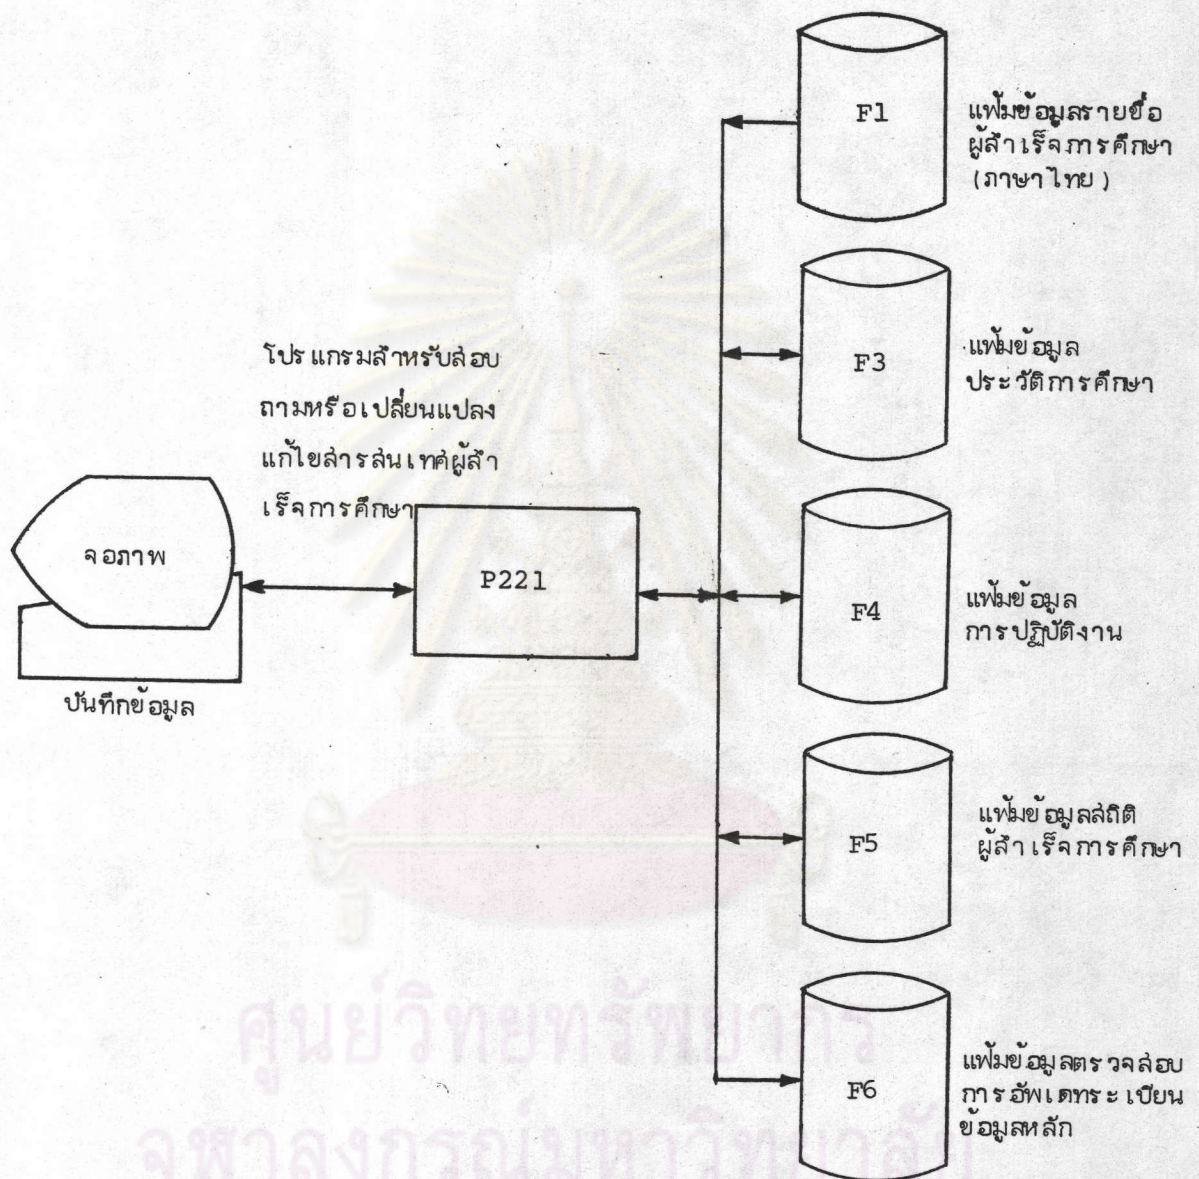 F1
แฟ้มข้อมูลรายชื่อ
ผู้สำเร็จการศึกษา
(ภาษาไทย)
F3
แฟ้มข้อมูล
ประวัติการศึกษา
โปรแกรมสำหรับสอบ
ถามหรือเปลี่ยนแปลง
แก้ไขสารสนเทศผู้สำ
เร็จการศึกษา
จอภาพ
บันทึกข้อมูล
P221
F4
แฟ้มข้อมูล
การปฏิบัติงาน
F5
แฟ้มข้อมูลสถิติ
ผู้สำเร็จการศึกษา
F6
แฟ้มข้อมูลตรวจสอบ
การอัพเดทระเบียน
ข้อมูลหลัก
ศูนย์วิทยทรัพยากร
จุฬาลงกรณ์มหาวิทยาลัย